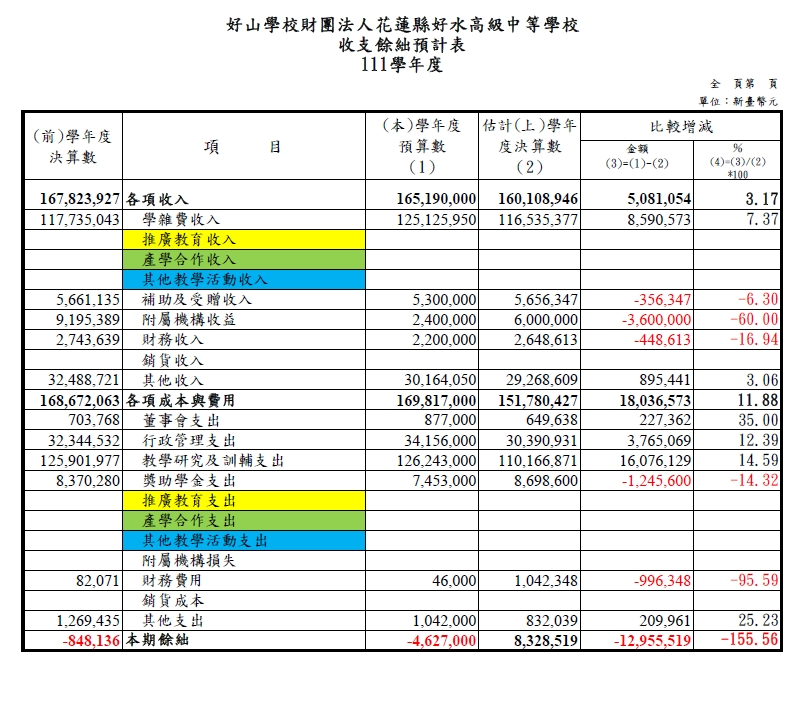 好山學校財團法人花蓮縣好水高級中等學校
收支餘絀預計表
111學年度
全 頁第 頁
單位：新臺幣元
(前)學年度決算數 項 目 (本)學年度預算數(1) 估計(上)學年度決算數(2) 比較增減
金額(3)=(1)-(2) %(4)=(3)/(2)*100
167,823,927 各項收入 165,190,000 160,108,946 5,081,054 3.17
117,735,043 學雜費收入 125,125,950 116,535,377 8,590,573 7.37
推廣教育收入
產學合作收入
其他教學活動收入
5,661,135 補助及受贈收入 5,300,000 5,656,347 -356,347 -6.30
9,195,389 附屬機構收益 2,400,000 6,000,000 -3,600,000 -60.00
2,743,639 財務收入 2,200,000 2,648,613 -448,613 -16.94
銷貨收入
32,488,721 其他收入 30,164,050 29,268,609 895,441 3.06
168,672,063 各項成本與費用 169,817,000 151,780,427 18,036,573 11.88
703,768 董事會支出 877,000 649,638 227,362 35.00
32,344,532 行政管理支出 34,156,000 30,390,931 3,765,069 12.39
125,901,977 教學研究及訓輔支出 126,243,000 110,166,871 16,076,129 14.59
8,370,280 獎助學金支出 7,453,000 8,698,600 -1,245,600 -14.32
推廣教育支出
產學合作支出
其他教學活動支出
附屬機構損失
82,071 財務費用 46,000 1,042,348 -996,348 -95.59
銷貨成本
1,269,435 其他支出 1,042,000 832,039 209,961 25.23
-848,136 本期餘絀 -4,627,000 8,328,519 -12,955,519 -155.56